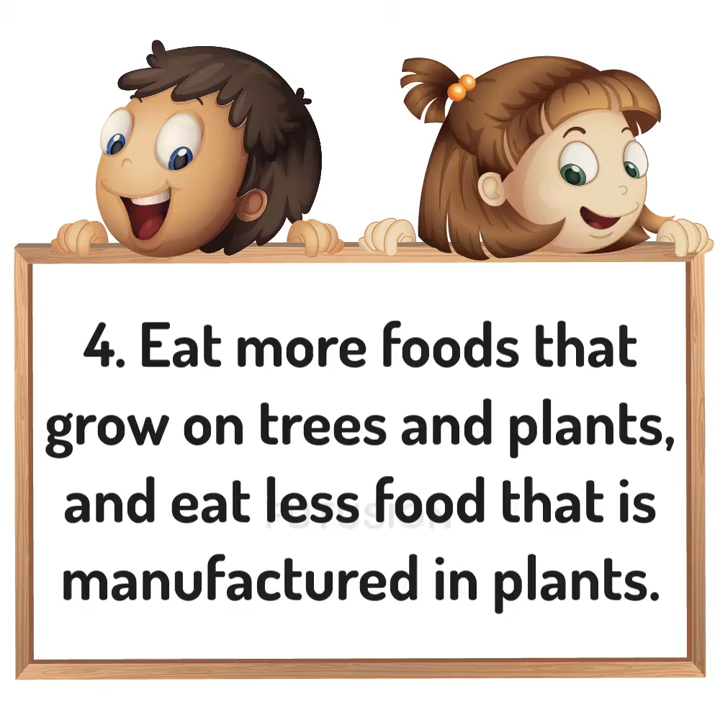 4. Eat more foods that
grow on trees and plants,
and eat less food that is
manufactured in plants.